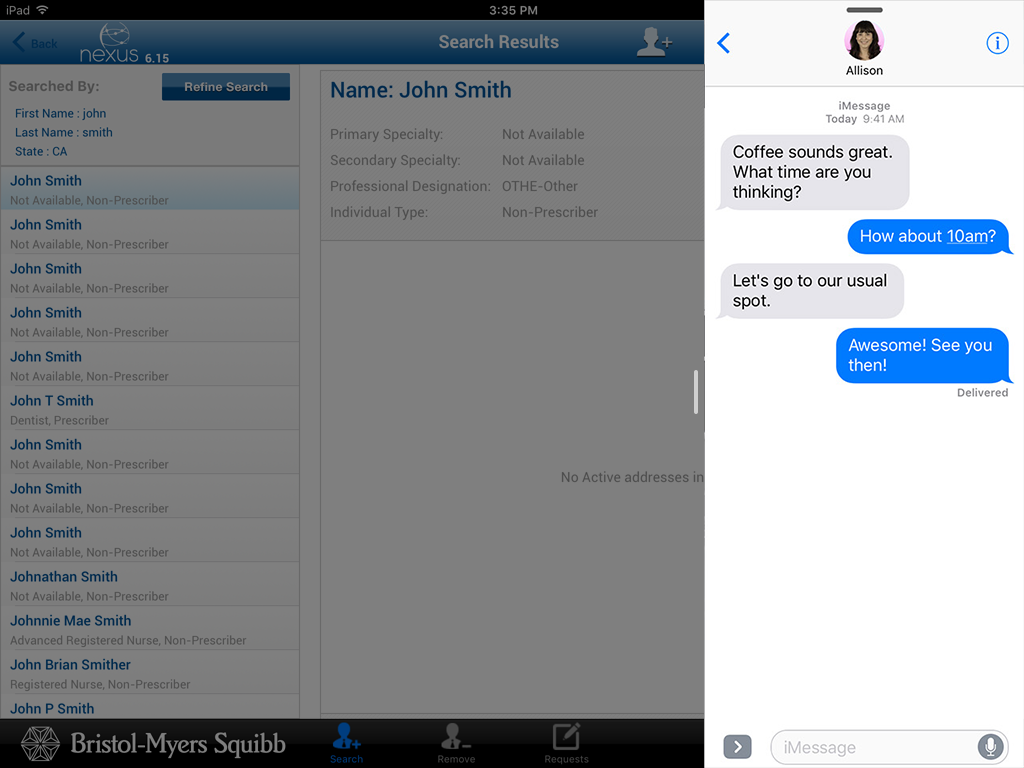 iPad
3:35 PM
Back
nexus 6.15
Search Results
Searched By:
Refine Search
First Name : john
Last Name : smith
State : CA
John Smith
Not Available, Non-Prescriber
John Smith
Not Available, Non-Prescriber
John Smith
Not Available, Non-Prescriber
John Smith
Not Available, Non-Prescriber
John Smith
Not Available, Non-Prescriber
John T Smith
Dentist, Prescriber
John Smith
Not Available, Non-Prescriber
John Smith
Not Available, Non-Prescriber
John Smith
Not Available, Non-Prescriber
Johnathan Smith
Not Available, Non-Prescriber
Johnnie Mae Smith
Advanced Registered Nurse, Non-Prescriber
John Brian Smither
Registered Nurse, Non-Prescriber
John P Smith
Name: John Smith
Primary Specialty: Not Available
Secondary Specialty: Not Available
Professional Designation: OTHE-Other
Individual Type: Non-Prescriber
No Active addresses in
Bristol-Myers Squibb
Search
Remove
Requests
Allison
iMessage
Today 9:41 AM
Coffee sounds great.
What time are you
thinking?
How about 10am?
Let's go to our usual
spot.
Awesome! See you
then!
Delivered
iMessage